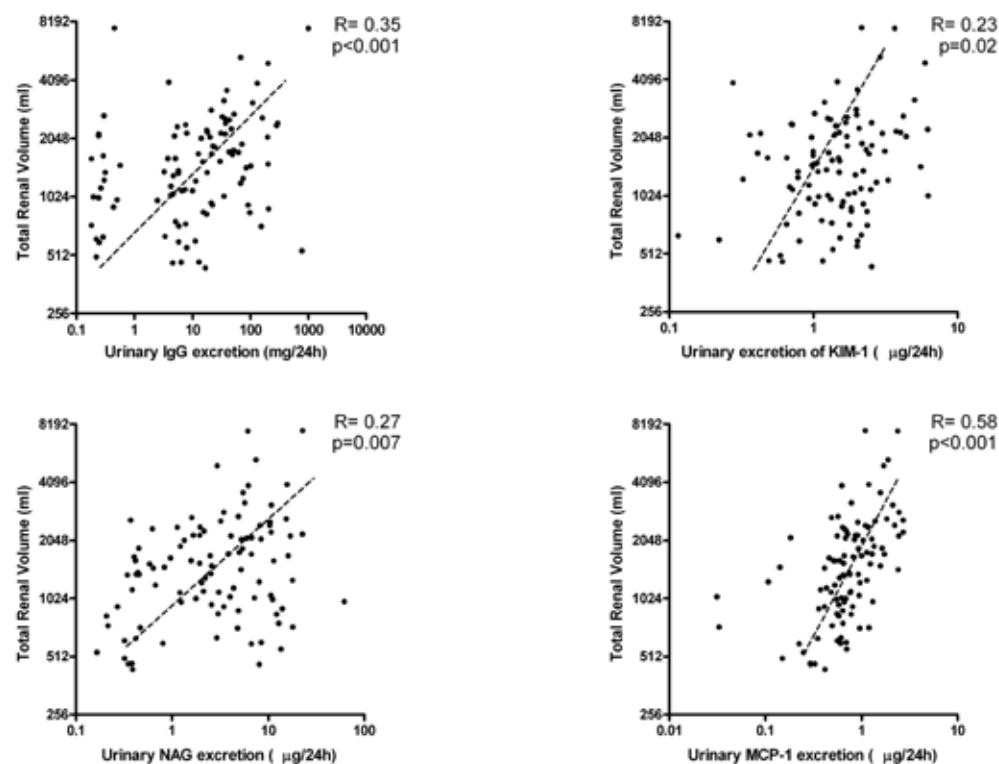 R= 0.35
p<0.001
Total Renal Volume (ml)
8192
4096
2048
1024
512
256
0.1 1 10 100 1000 10000
Urinary IgG excretion (mg/24h)
R= 0.23
p=0.02
Total Renal Volume (ml)
8192
4096
2048
1024
512
256
0.1 1 10
Urinary excretion of KIM-1 ( μg/24h)
R= 0.27
p=0.007
Total Renal Volume (ml)
8192
4096
2048
1024
512
256
0.1 1 10 100
Urinary NAG excretion ( μg/24h)
R= 0.58
p<0.001
Total Renal Volume (ml)
8192
4096
2048
1024
512
256
0.01 0.1 1 10
Urinary MCP-1 excretion ( μg/24h)